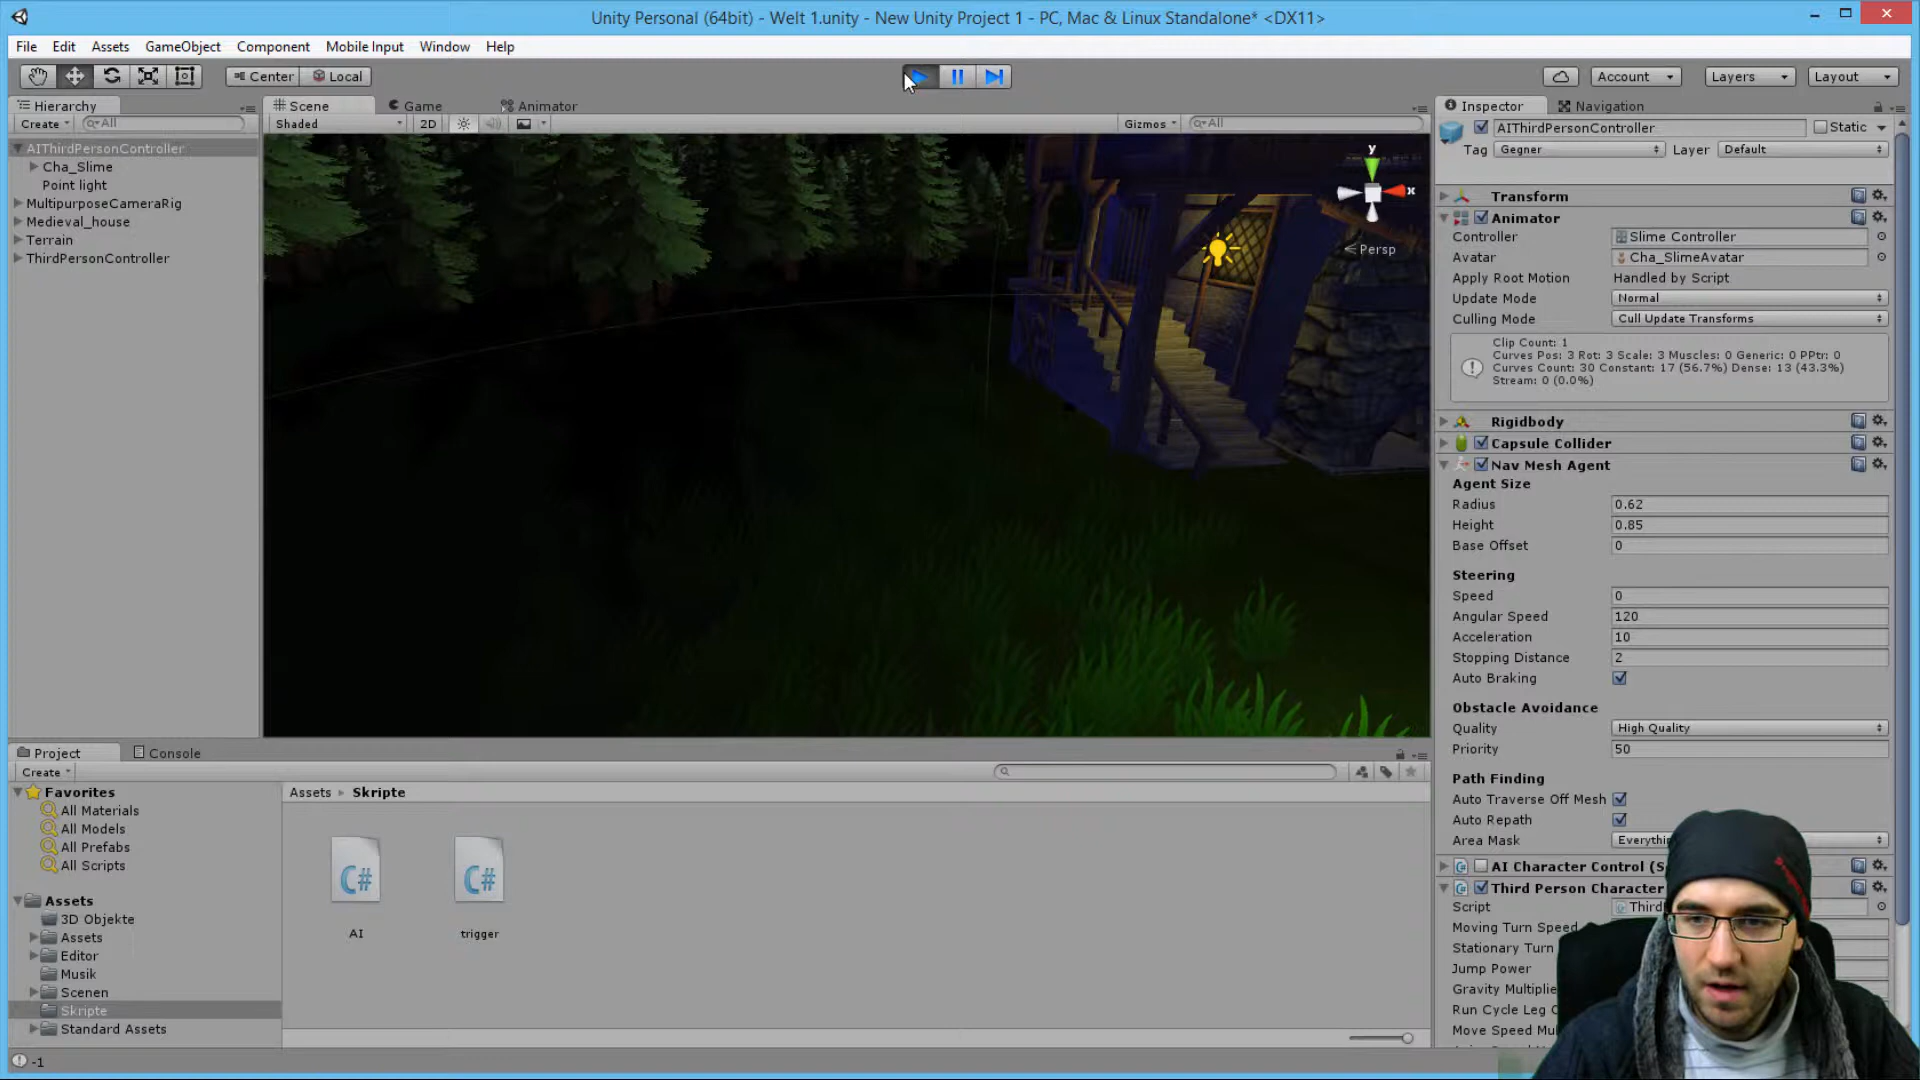 Unity Personal (64bit) - Welt 1.unity - New Unity Project 1 - PC, Mac & Linux Standalone* <DX11>
File Edit Assets GameObject Component Mobile Input Window Help
Center Local Account Layers Layout
Hierarchy
Create All
AIThirdPersonController
Cha_Slime
Point light
MultipurposeCameraRig
Medieval_house
Terrain
ThirdPersonController
Scene Game Animator
Shaded 2D Gizmos All
y
x
Persp
Inspector Navigation
AIThirdPersonController Static
Tag Gegner Layer Default
Transform
Animator
Controller Slime Controller
Avatar Cha_SlimeAvatar
Apply Root Motion Handled by Script
Update Mode Normal
Culling Mode Cull Update Transforms
Clip Count: 1
Curves Pos: 3 Rot: 3 Scale: 3 Muscles: 0 Generic: 0 PPtr: 0
Curves Count: 30 Constant: 17 (56.7%) Dense: 13 (43.3%)
Stream: 0 (0.0%)
Rigidbody
Capsule Collider
Nav Mesh Agent
Agent Size
Radius 0.62
Height 0.85
Base Offset 0
Steering
Speed 0
Angular Speed 120
Acceleration 10
Stopping Distance 2
Auto Braking
Obstacle Avoidance
Quality High Quality
Priority 50
Path Finding
Auto Traverse Off Mesh
Auto Repath
Area Mask Everythi
AI Character Control (S
Third Person Character
Script Third
Moving Turn Speed
Stationary Turn
Jump Power
Gravity Multiplie
Run Cycle Leg O
Move Speed Mul
Project Console
Create
Favorites
All Materials
All Models
All Prefabs
All Scripts
Assets
3D Objekte
Assets
Editor
Musik
Scenen
Skripte
Standard Assets
Assets Skripte
C# C#
AI trigger
-1